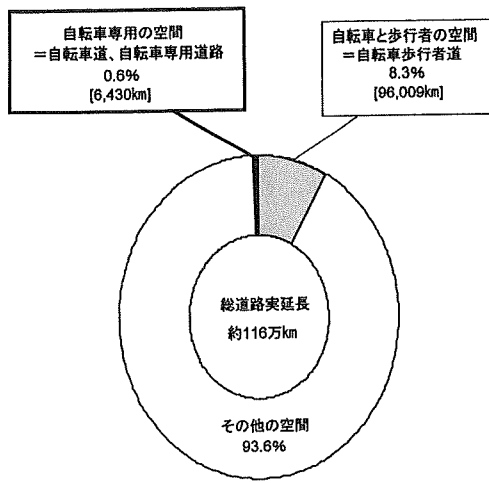 自転車専用の空間
＝自転車道、自転車専用道路
0.6%
[6,430km]
自転車と歩行者の空間
＝自転車歩行者道
8.3%
[96,009km]
総道路実延長
約116万km
その他の空間
93.6%